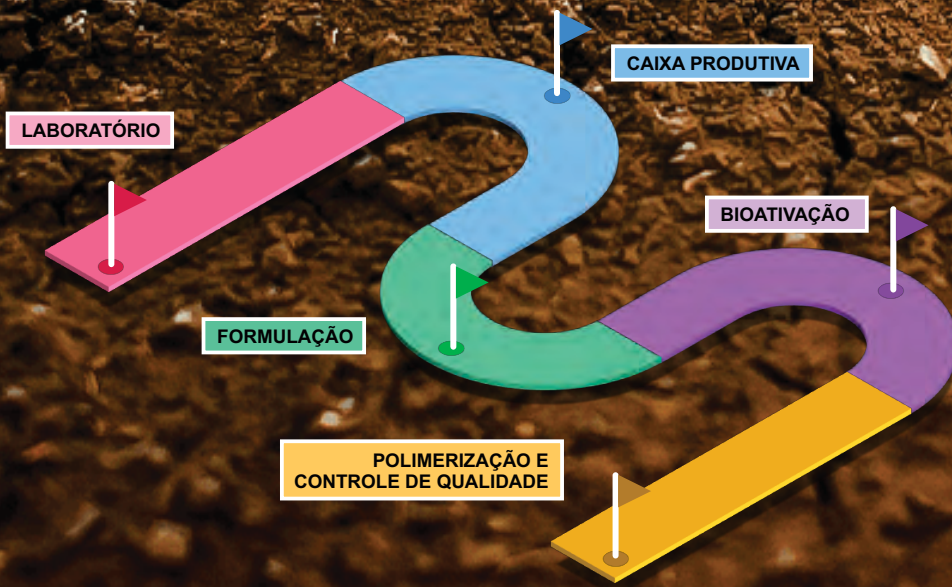 CAIXA PRODUTIVA
LABORATÓRIO
BIOATIVAÇÃO
FORMULAÇÃO
POLIMERIZAÇÃO E
CONTROLE DE QUALIDADE